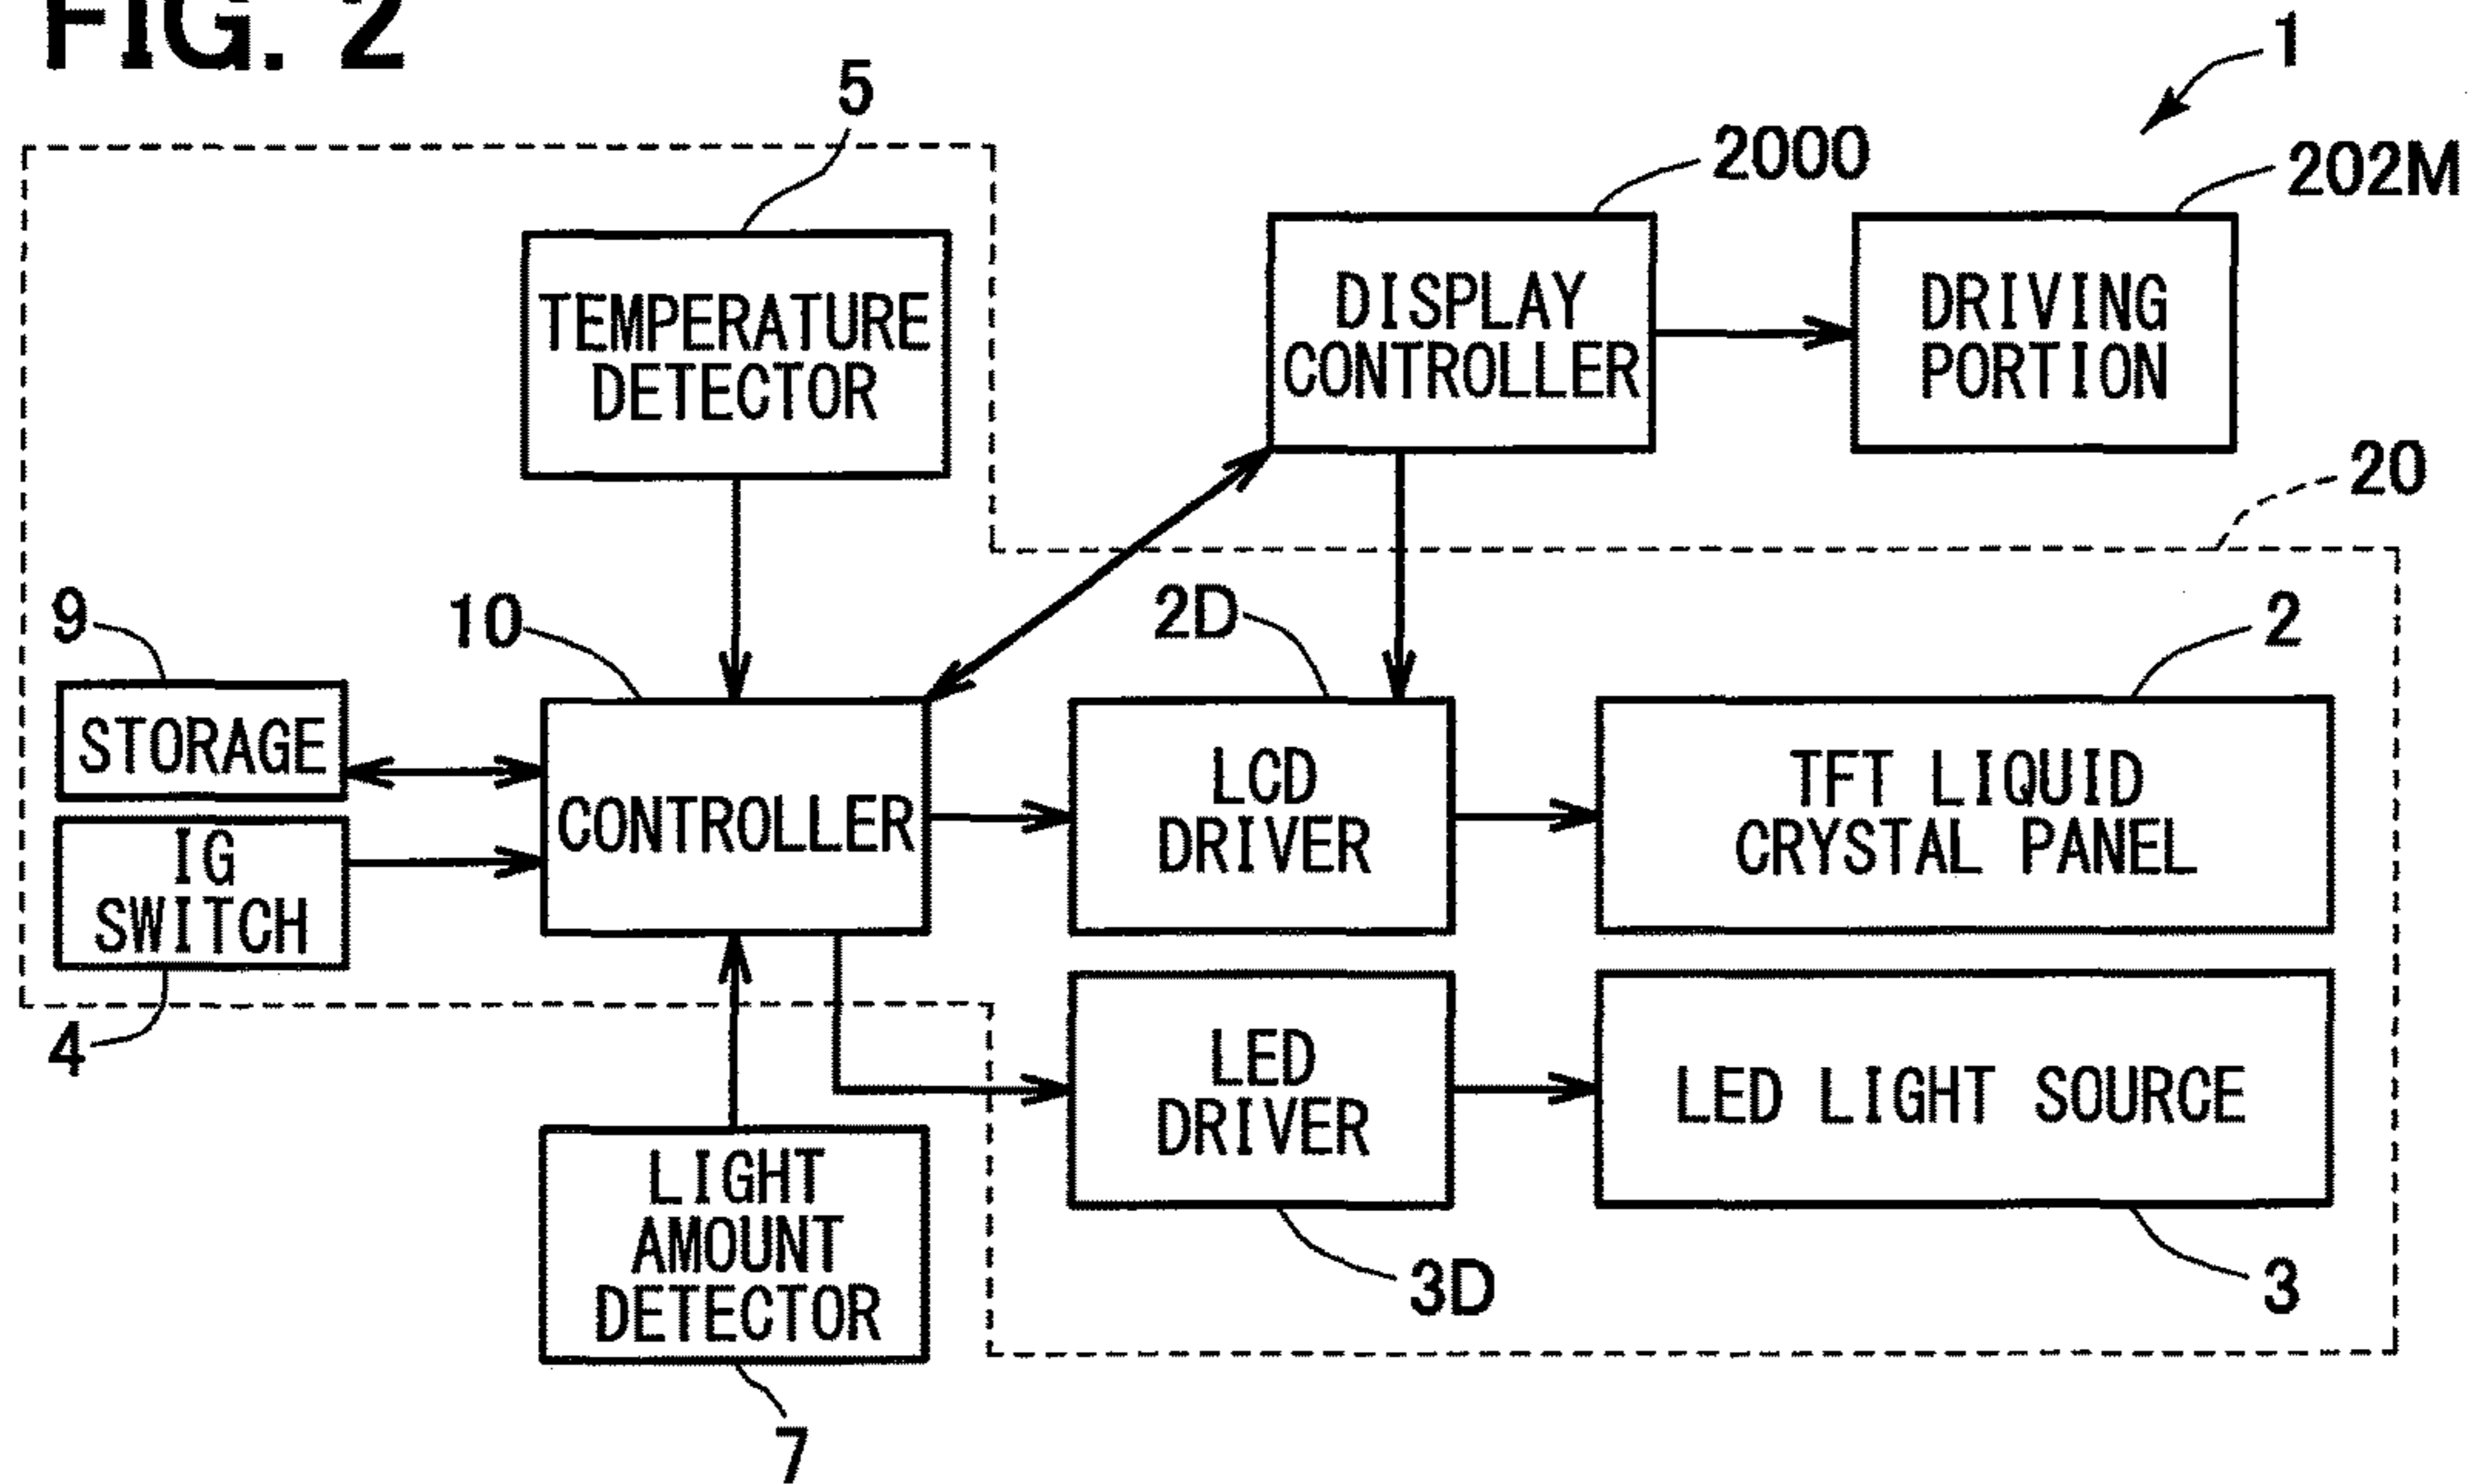 FIG. 2
1
5
2000
202M
TEMPERATURE
DETECTOR
DISPLAY
CONTROLLER
DRIVING
PORTION
20
9
10
2D
2
STORAGE
IG
SWITCH
CONTROLLER
LCD
DRIVER
TFT LIQUID
CRYSTAL PANEL
4
LED
DRIVER
LED LIGHT SOURCE
LIGHT
AMOUNT
DETECTOR
3D
3
7